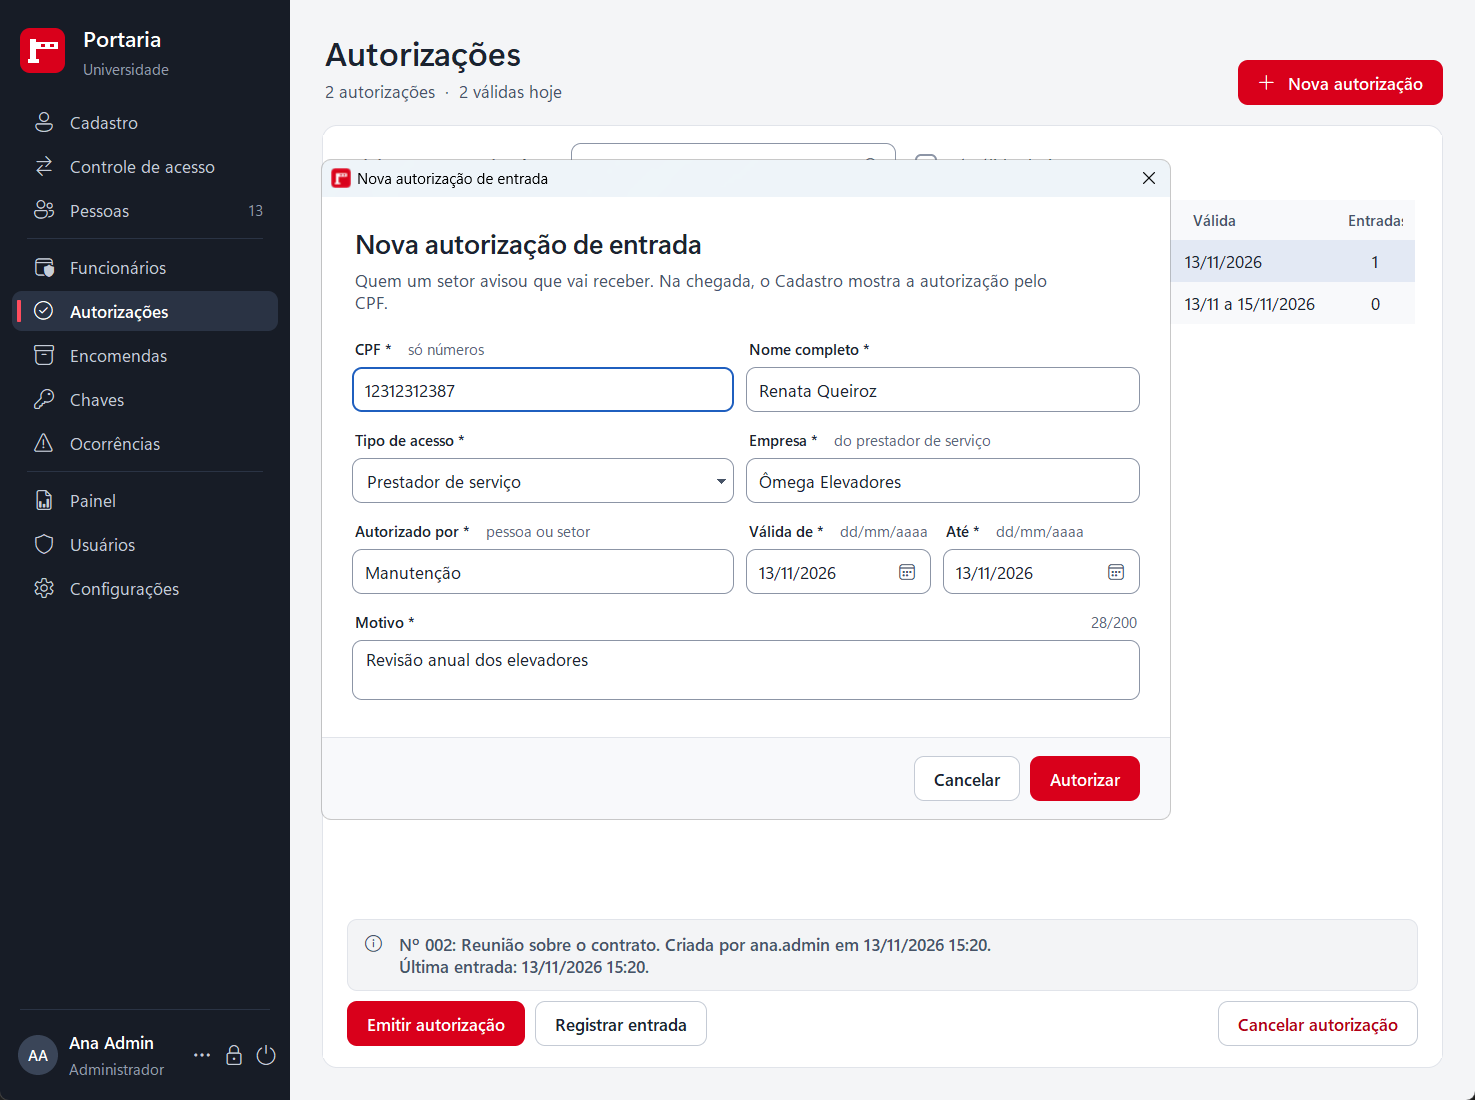 Portaria
Universidade
Cadastro
Controle de acesso
Pessoas 13
Funcionários
Autorizações
Encomendas
Chaves
Ocorrências
Painel
Usuários
Configurações
AA
Ana Admin
Administrador
Autorizações
2 autorizações · 2 válidas hoje
+ Nova autorização
Válida Entradas
13/11/2026 1
13/11 a 15/11/2026 0
Nova autorização de entrada
Nova autorização de entrada
Quem um setor avisou que vai receber. Na chegada, o Cadastro mostra a autorização pelo
CPF.
CPF * só números
12312312387
Nome completo *
Renata Queiroz
Tipo de acesso *
Prestador de serviço
Empresa * do prestador de serviço
Ômega Elevadores
Autorizado por * pessoa ou setor
Manutenção
Válida de * dd/mm/aaaa
13/11/2026
Até * dd/mm/aaaa
13/11/2026
Motivo * 28/200
Revisão anual dos elevadores
Cancelar
Autorizar
Nº 002: Reunião sobre o contrato. Criada por ana.admin em 13/11/2026 15:20.
Última entrada: 13/11/2026 15:20.
Emitir autorização
Registrar entrada
Cancelar autorização